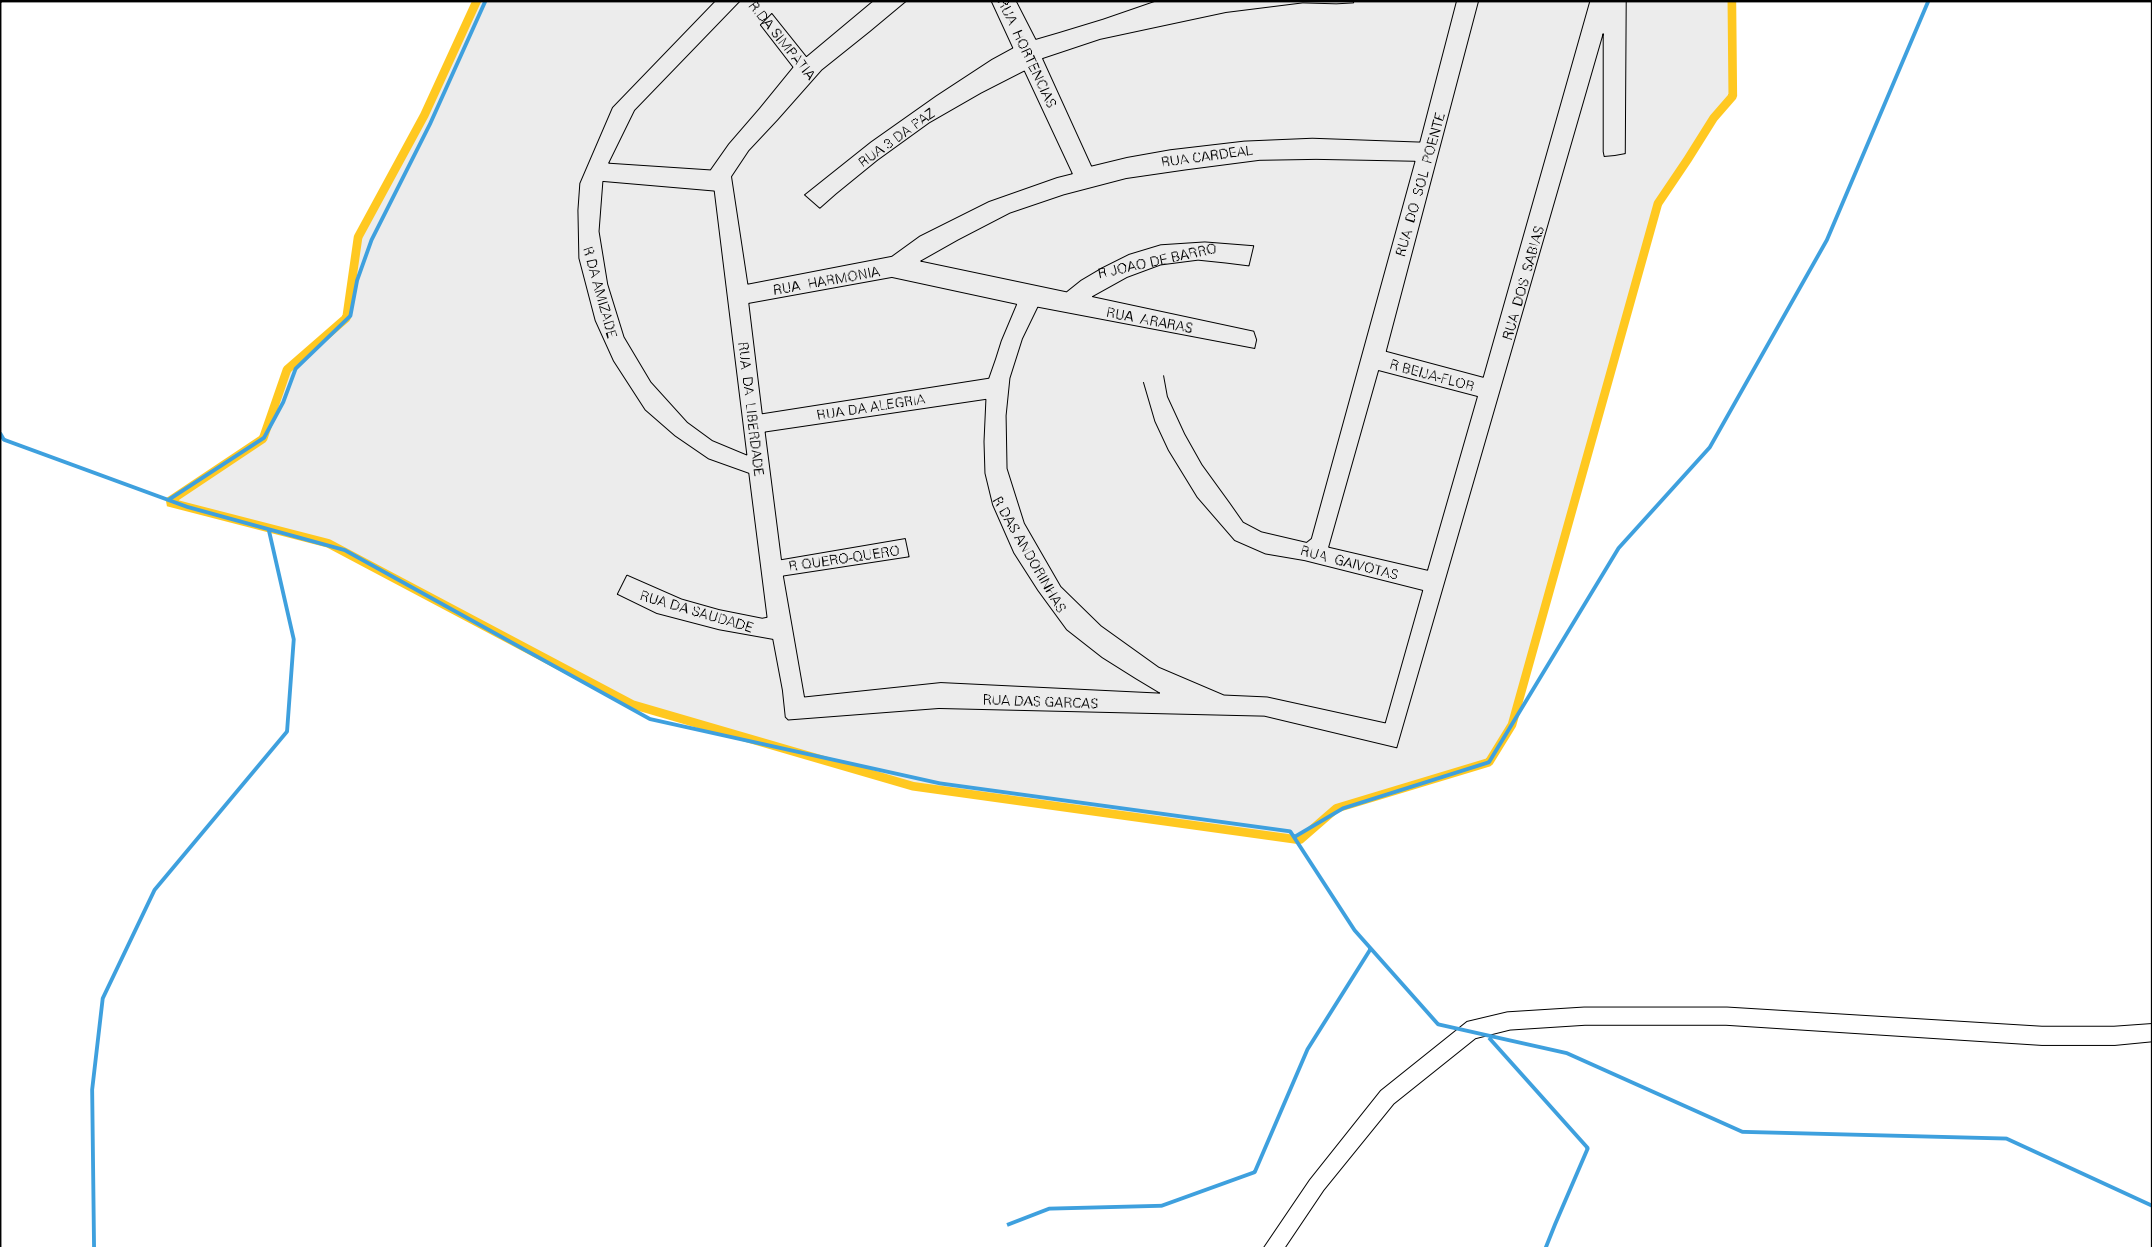 R DA SIMPATIA
RUA HORTENCIAS
RUA 3 DA PAZ
RUA CARDEAL
RUA DO SOL POENTE
RUA DOS SABIAS
R JOAO DE BARRO
RUA HARMONIA
R DA AMIZADE
RUA ARARAS
R BEIJA-FLOR
RUA DA LIBERDADE
RUA DA ALEGRIA
R DAS ANDORINHAS
R QUERO-QUERO
RUA GAIVOTAS
RUA DA SAUDADE
RUA DAS GARCAS